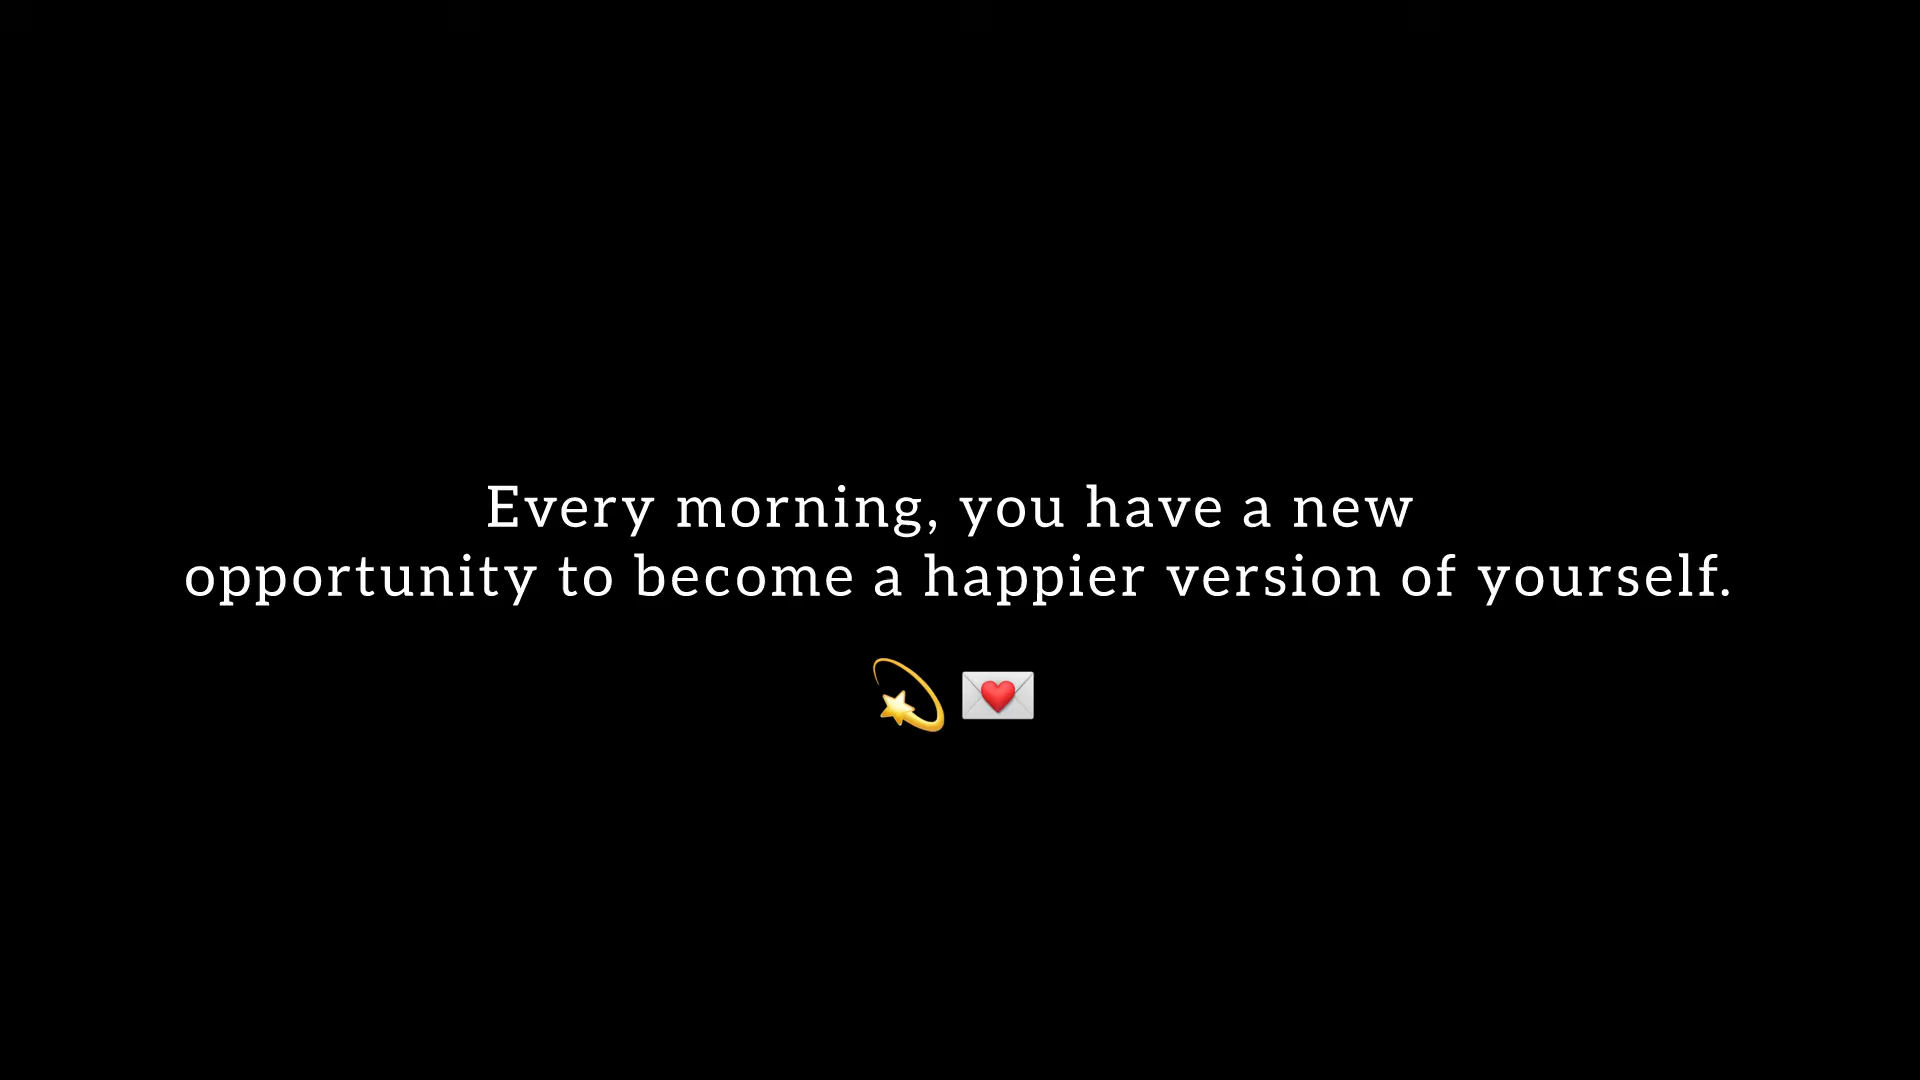 Every morning, you have a new
opportunity to become a happier version of yourself.
💫 💌